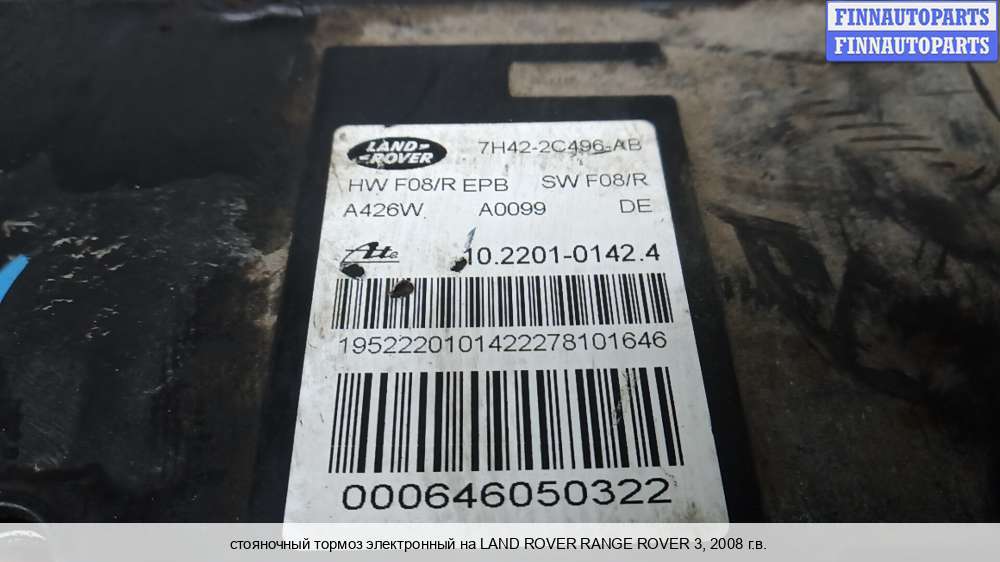 FINNAUTOPARTS
FINNAUTOPARTS
LAND-
-ROVER
7H42-2C496-AB
HW F08/R EPB SW F08/R
A426W A0099 DE
Ate 10.2201-0142.4
1952220101422278101646
000646050322
стояночный тормоз электронный на LAND ROVER RANGE ROVER 3, 2008 г.в.